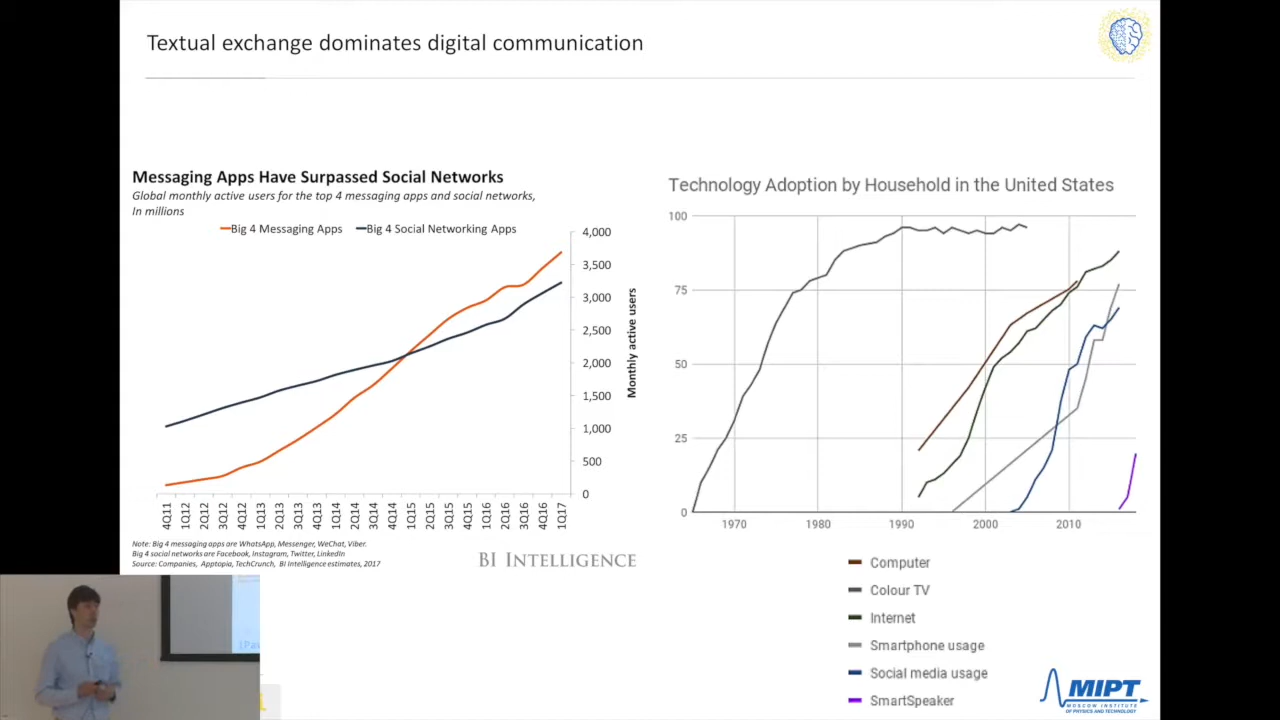 Textual exchange dominates digital communication
Messaging Apps Have Surpassed Social Networks
Global monthly active users for the top 4 messaging apps and social networks,
In millions
Big 4 Messaging Apps
Big 4 Social Networking Apps
4,000
3,500
3,000
2,500
2,000
1,500
1,000
500
0
Monthly active users
4Q11
1Q12
2Q12
3Q12
4Q12
1Q13
2Q13
3Q13
4Q13
1Q14
2Q14
3Q14
4Q14
1Q15
2Q15
3Q15
4Q15
1Q16
2Q16
3Q16
4Q16
1Q17
Note: Big 4 messaging apps are WhatsApp, Messenger, WeChat, Viber.
Big 4 social networks are Facebook, Instagram, Twitter, LinkedIn
Source: Companies, Apptopia, TechCrunch, BI Intelligence estimates, 2017
BI INTELLIGENCE
Technology Adoption by Household in the United States
100
75
50
25
0
1970
1980
1990
2000
2010
Computer
Colour TV
Internet
Smartphone usage
Social media usage
SmartSpeaker
MIPT
MOSCOW INSTITUTE
OF PHYSICS AND TECHNOLOGY